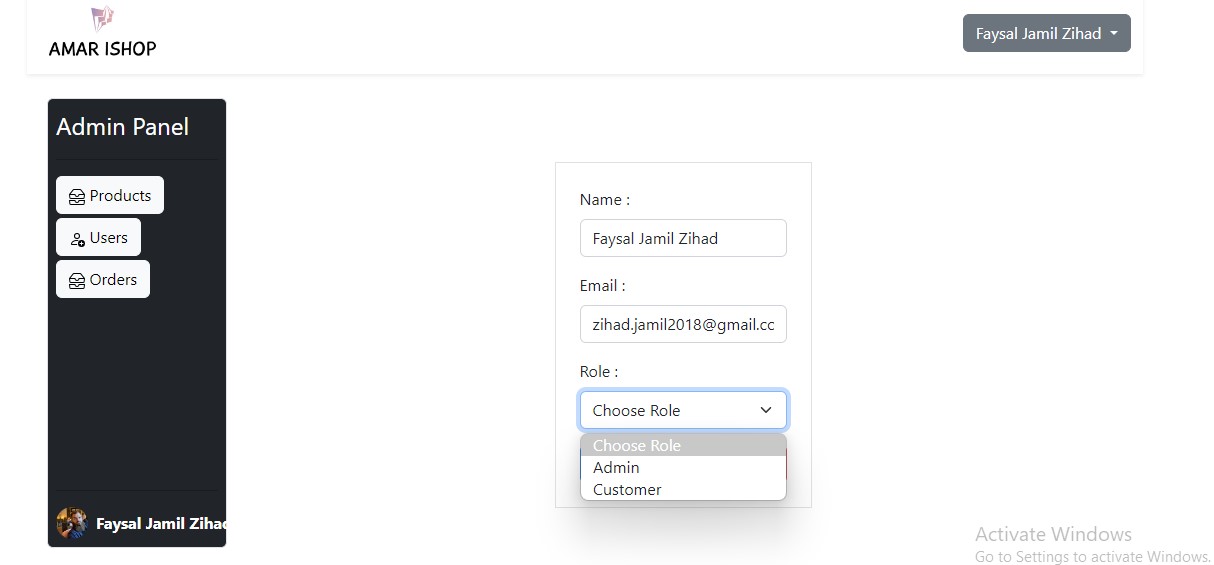 AMAR ISHOP
Faysal Jamil Zihad
Admin Panel
Products
Users
Orders
Faysal Jamil Zihad
Name :
Faysal Jamil Zihad
Email :
zihad.jamil2018@gmail.cc
Role :
Choose Role
Choose Role
Admin
Customer
Activate Windows
Go to Settings to activate Windows.